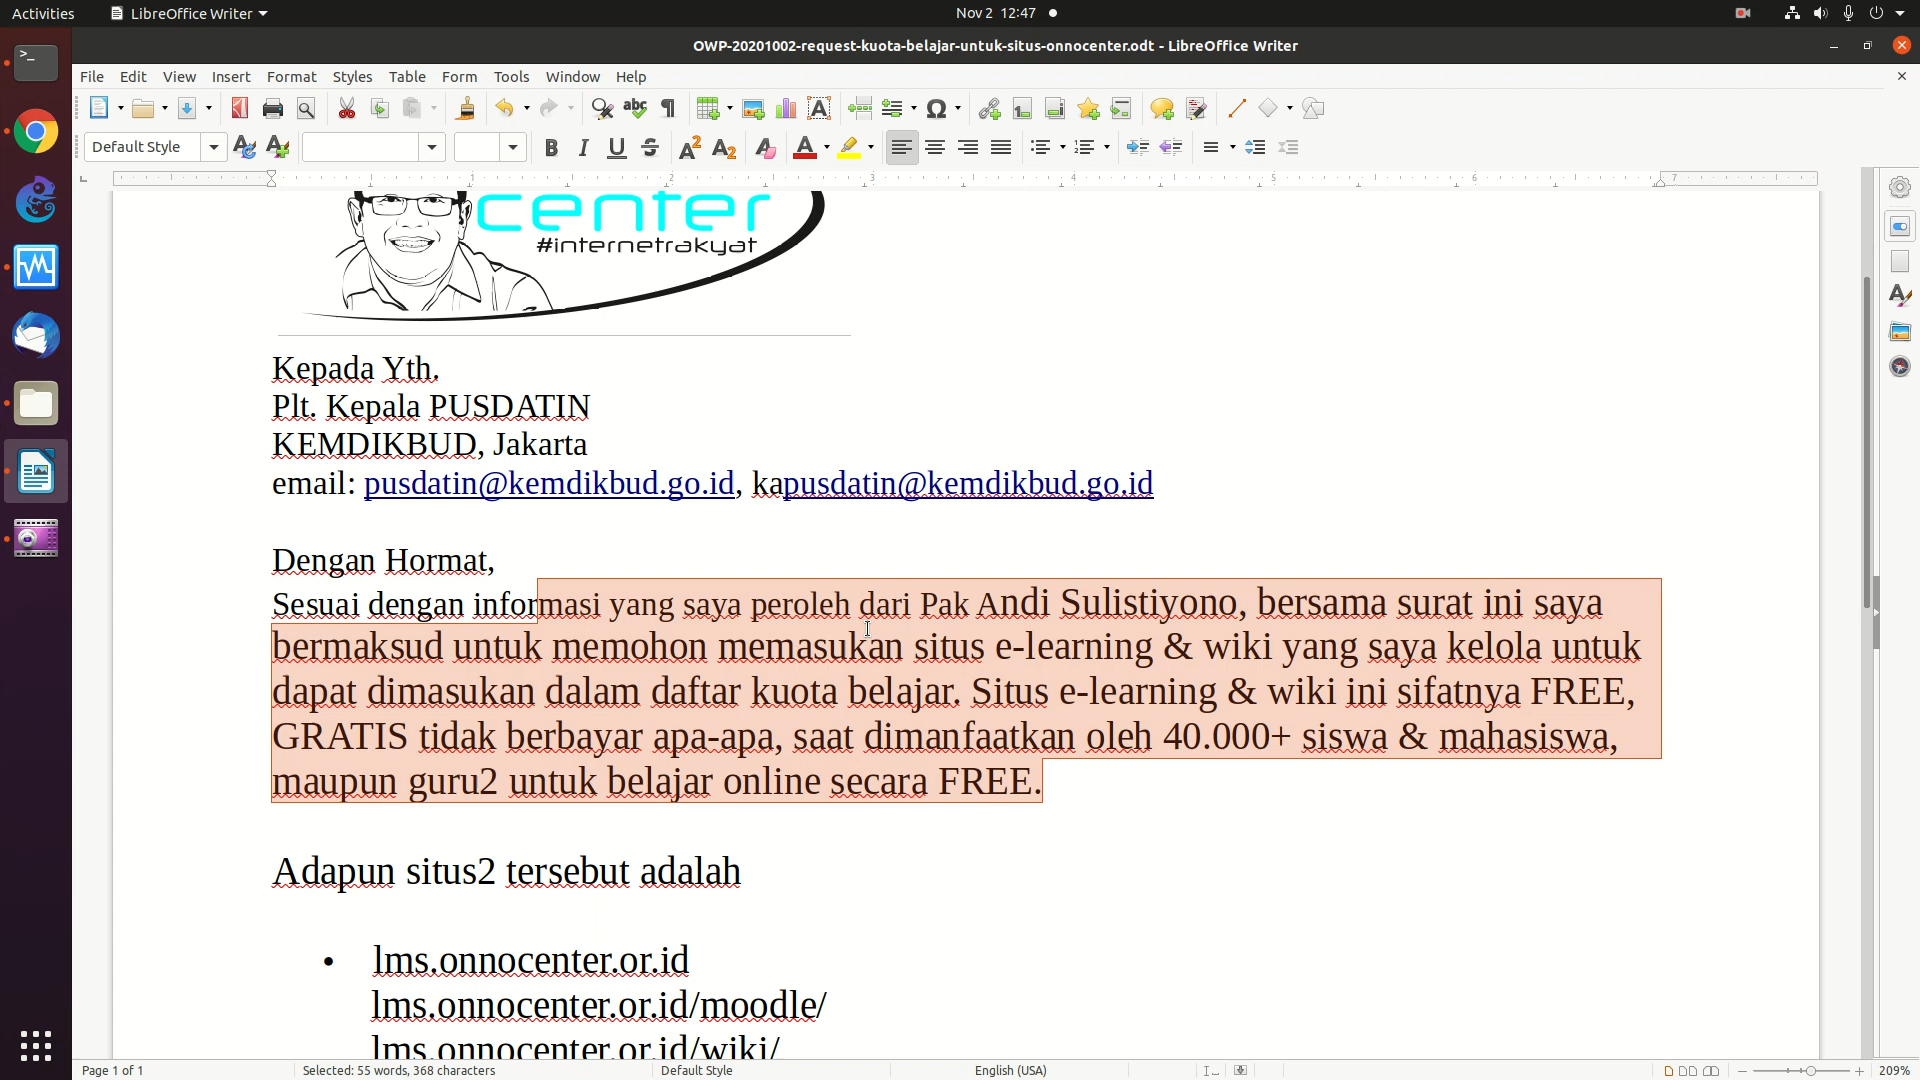 Activities
LibreOffice Writer
Nov 2 12:47
OWP-20201002-request-kuota-belajar-untuk-situs-onnocenter.odt - LibreOffice Writer
File Edit View Insert Format Styles Table Form Tools Window Help
Default Style
1 2 3 4 5 6 7
center
#internetrakyat
Kepada Yth.
Plt. Kepala PUSDATIN
KEMDIKBUD, Jakarta
email: pusdatin@kemdikbud.go.id, kapusdatin@kemdikbud.go.id
Dengan Hormat,
Sesuai dengan informasi yang saya peroleh dari Pak Andi Sulistiyono, bersama surat ini saya
bermaksud untuk memohon memasukan situs e-learning & wiki yang saya kelola untuk
dapat dimasukan dalam daftar kuota belajar. Situs e-learning & wiki ini sifatnya FREE,
GRATIS tidak berbayar apa-apa, saat dimanfaatkan oleh 40.000+ siswa & mahasiswa,
maupun guru2 untuk belajar online secara FREE.
Adapun situs2 tersebut adalah
• lms.onnocenter.or.id
lms.onnocenter.or.id/moodle/
lms.onnocenter.or.id/wiki/
Page 1 of 1
Selected: 55 words, 368 characters
Default Style
English (USA)
209%